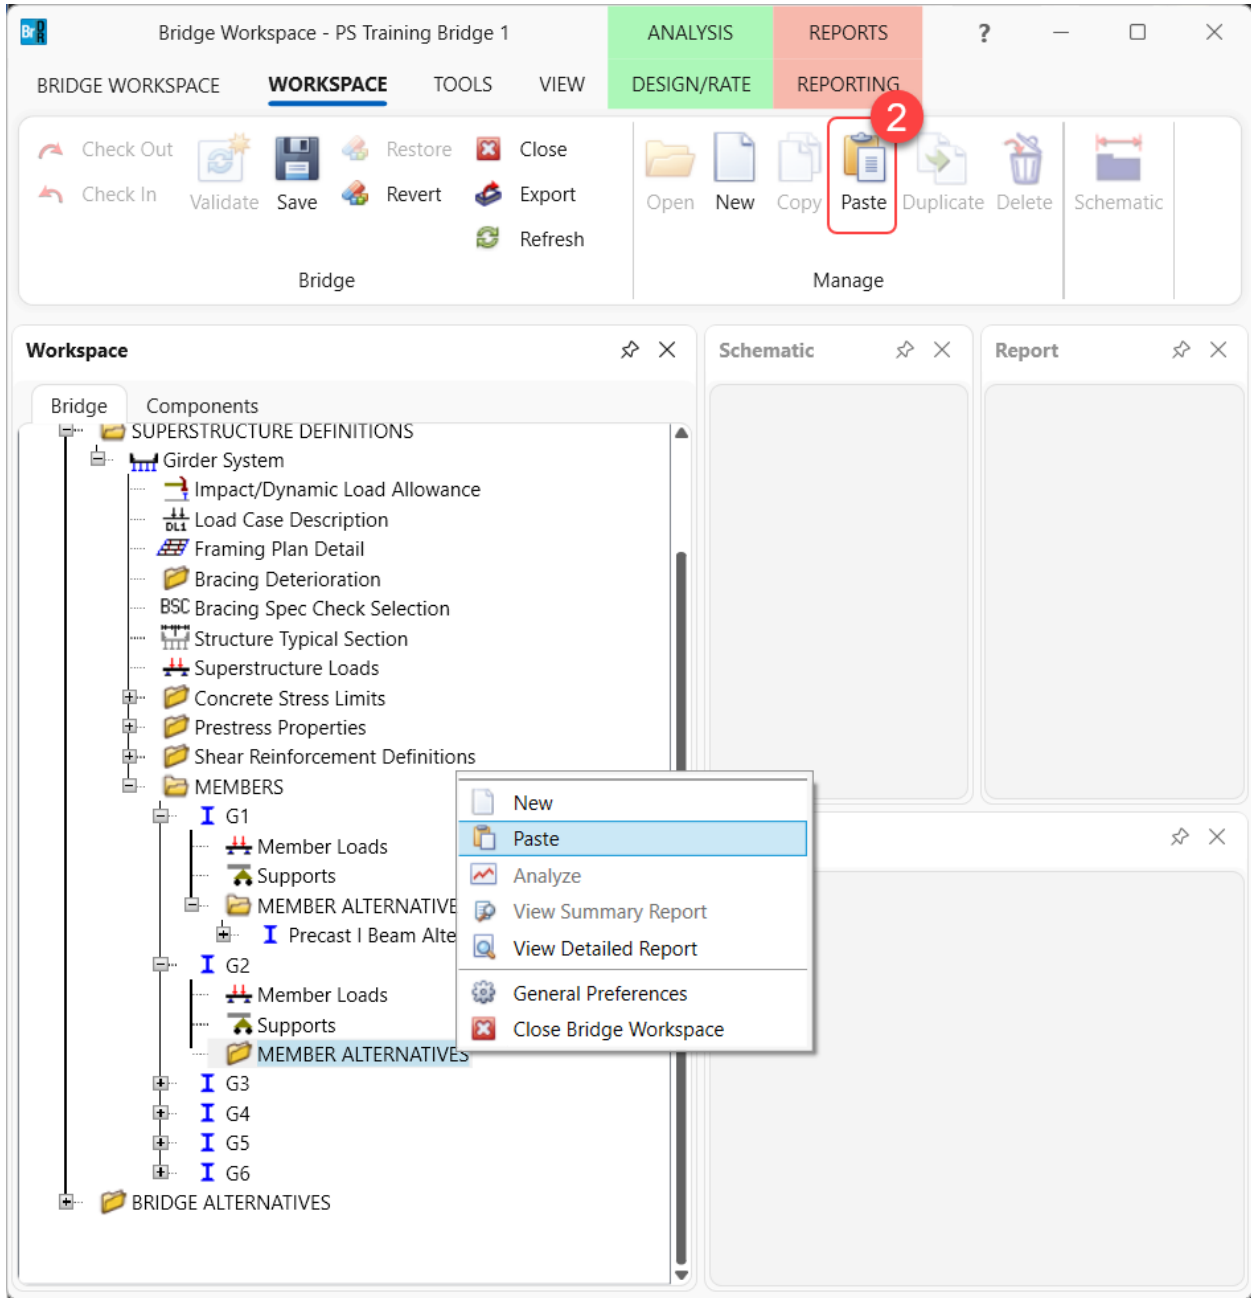 Br DR
Bridge Workspace - PS Training Bridge 1
ANALYSIS
REPORTS
?
BRIDGE WORKSPACE
WORKSPACE
TOOLS
VIEW
DESIGN/RATE
REPORTING
2
Check Out
Check In
Validate
Save
Restore
Revert
Close
Export
Refresh
Bridge
Open
New
Copy
Paste
Duplicate
Delete
Manage
Schematic
Workspace
Schematic
Report
Bridge
Components
SUPERSTRUCTURE DEFINITIONS
Girder System
Impact/Dynamic Load Allowance
DL1 Load Case Description
Framing Plan Detail
Bracing Deterioration
BSC Bracing Spec Check Selection
Structure Typical Section
Superstructure Loads
Concrete Stress Limits
Prestress Properties
Shear Reinforcement Definitions
MEMBERS
G1
Member Loads
Supports
MEMBER ALTERNATIVE
Precast I Beam Alte
G2
Member Loads
Supports
MEMBER ALTERNATIVES
G3
G4
G5
G6
BRIDGE ALTERNATIVES
New
Paste
Analyze
View Summary Report
View Detailed Report
General Preferences
Close Bridge Workspace